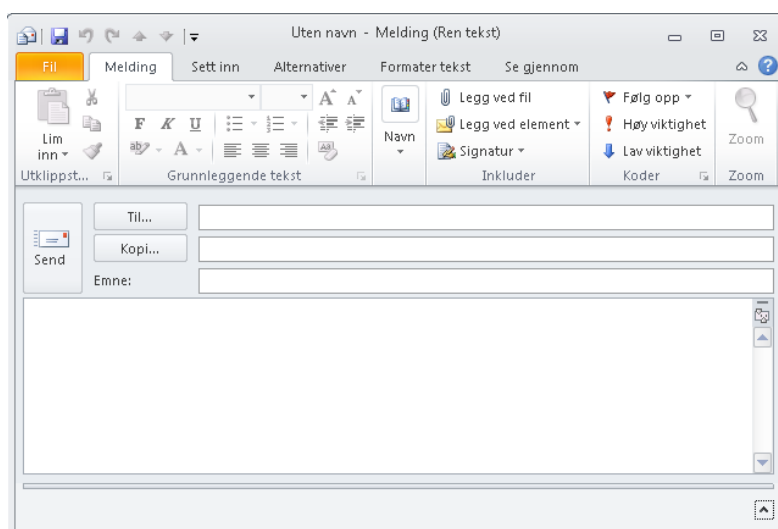 Uten navn - Melding (Ren tekst)
Fil Melding Sett inn Alternativer Formater tekst Se gjennom
Lim inn
F K U
Navn
Legg ved fil
Legg ved element
Signatur
Følg opp
Høy viktighet
Lav viktighet
Zoom
Utklippst... Grunnleggende tekst Inkluder Koder Zoom
Send
Til...
Kopi...
Emne: